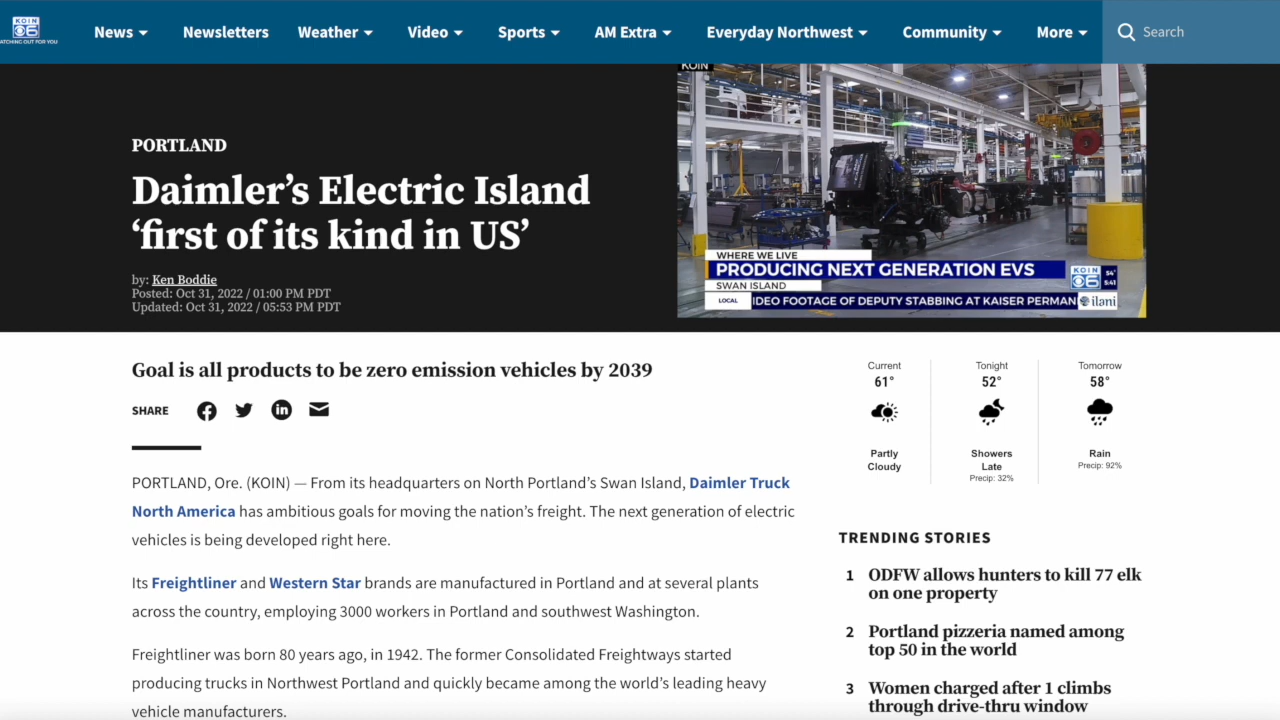 KOIN
6
WATCHING OUT FOR YOU
News
Newsletters
Weather
Video
Sports
AM Extra
Everyday Northwest
Community
More
Search
KOIN
PORTLAND
Daimler's Electric Island
'first of its kind in US'
by: Ken Boddie
Posted: Oct 31, 2022 / 01:00 PM PDT
Updated: Oct 31, 2022 / 05:53 PM PDT
WHERE WE LIVE
PRODUCING NEXT GENERATION EVS
SWAN ISLAND
KOIN
6
54°
5:41
LOCAL
IDEO FOOTAGE OF DEPUTY STABBING AT KAISER PERMAN
ilani
Goal is all products to be zero emission vehicles by 2039
SHARE
PORTLAND, Ore. (KOIN) — From its headquarters on North Portland's Swan Island, Daimler Truck
North America has ambitious goals for moving the nation's freight. The next generation of electric
vehicles is being developed right here.
Its Freightliner and Western Star brands are manufactured in Portland and at several plants
across the country, employing 3000 workers in Portland and southwest Washington.
Freightliner was born 80 years ago, in 1942. The former Consolidated Freightways started
producing trucks in Northwest Portland and quickly became among the world's leading heavy
vehicle manufacturers.
Current
61°
Partly
Cloudy
Tonight
52°
Showers
Late
Precip: 32%
Tomorrow
58°
Rain
Precip: 92%
TRENDING STORIES
1 ODFW allows hunters to kill 77 elk
on one property
2 Portland pizzeria named among
top 50 in the world
3 Women charged after 1 climbs
through drive-thru window